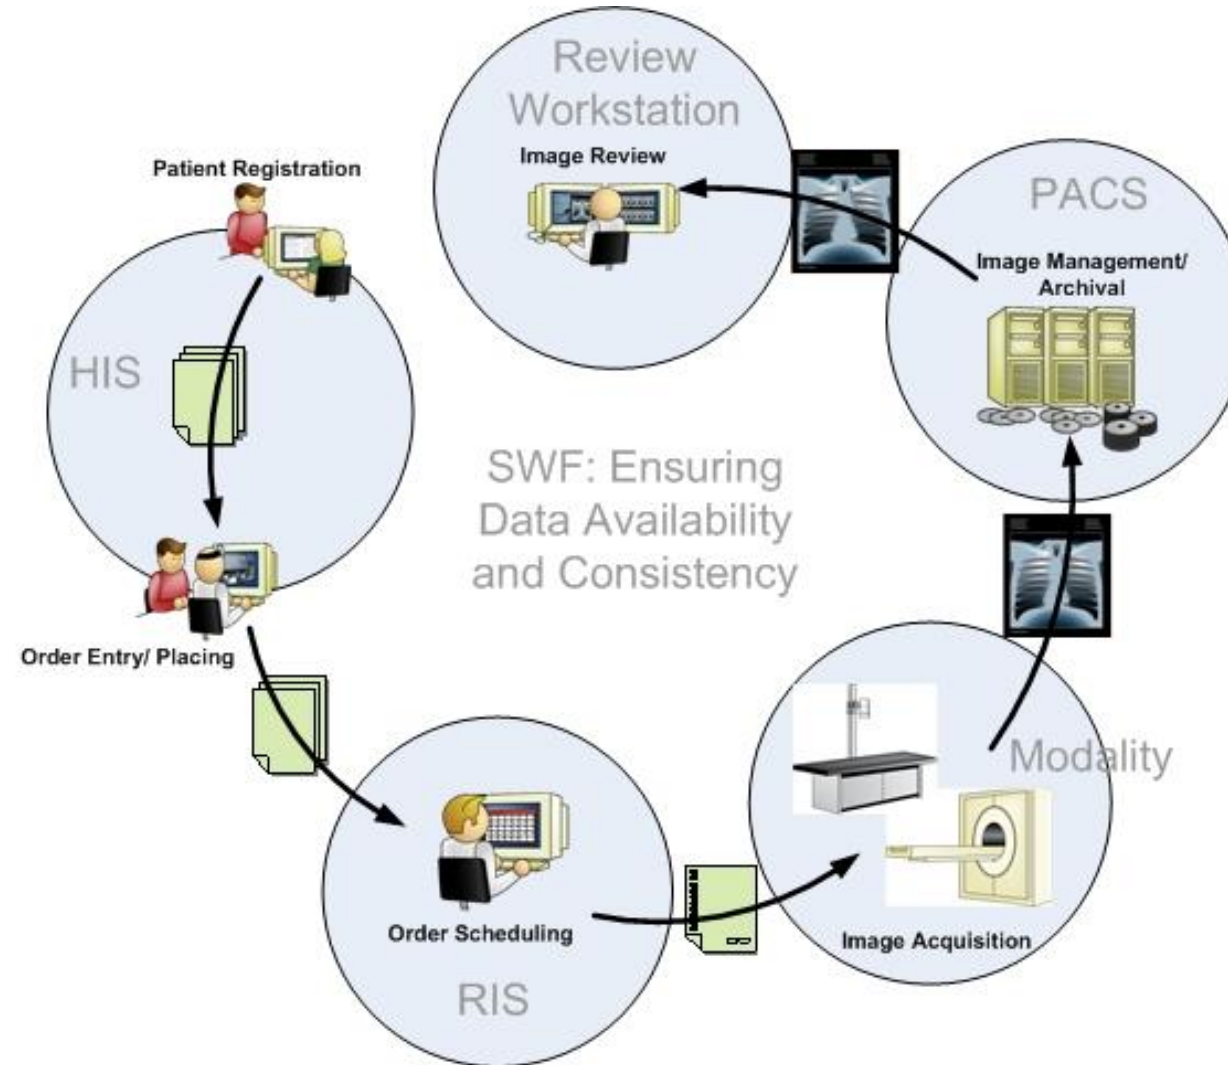 Review
Workstation
Image Review
Patient Registration
PACS
Image Management/
Archival
HIS
SWF: Ensuring
Data Availability
and Consistency
Order Entry/ Placing
Modality
Order Scheduling
Image Acquisition
RIS